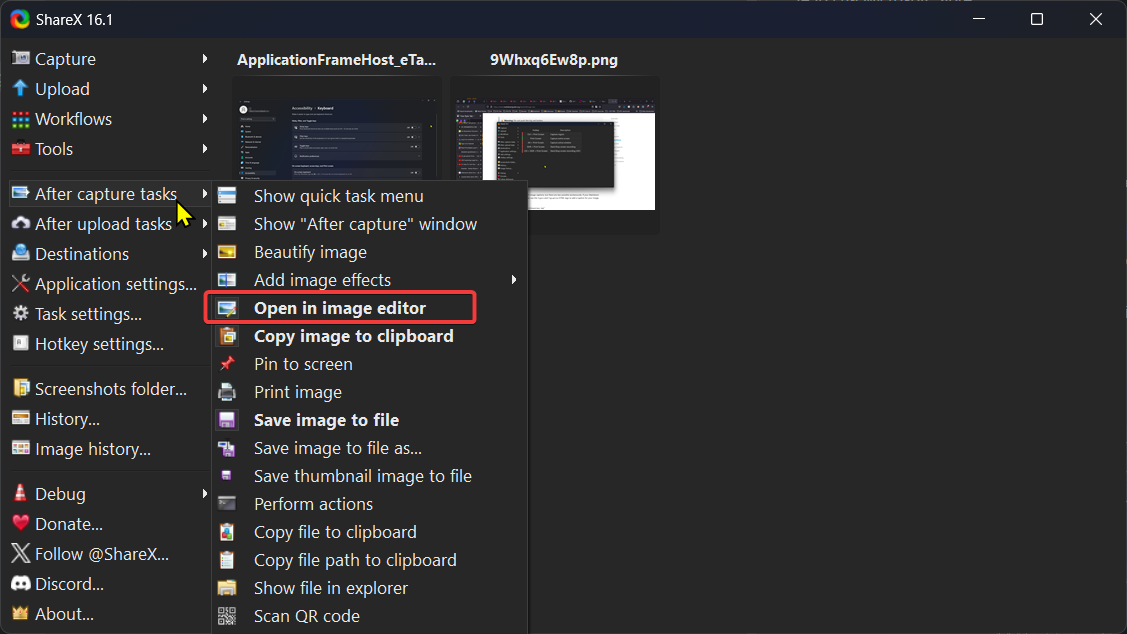 ShareX 16.1
Capture
Upload
Workflows
Tools
After capture tasks
After upload tasks
Destinations
Application settings...
Task settings...
Hotkey settings...
Screenshots folder...
History...
Image history...
Debug
Donate...
Follow @ShareX...
Discord...
About...
ApplicationFrameHost_eTa...
9Whxq6Ew8p.png
Show quick task menu
Show "After capture" window
Beautify image
Add image effects
Open in image editor
Copy image to clipboard
Pin to screen
Print image
Save image to file
Save image to file as...
Save thumbnail image to file
Perform actions
Copy file to clipboard
Copy file path to clipboard
Show file in explorer
Scan QR code